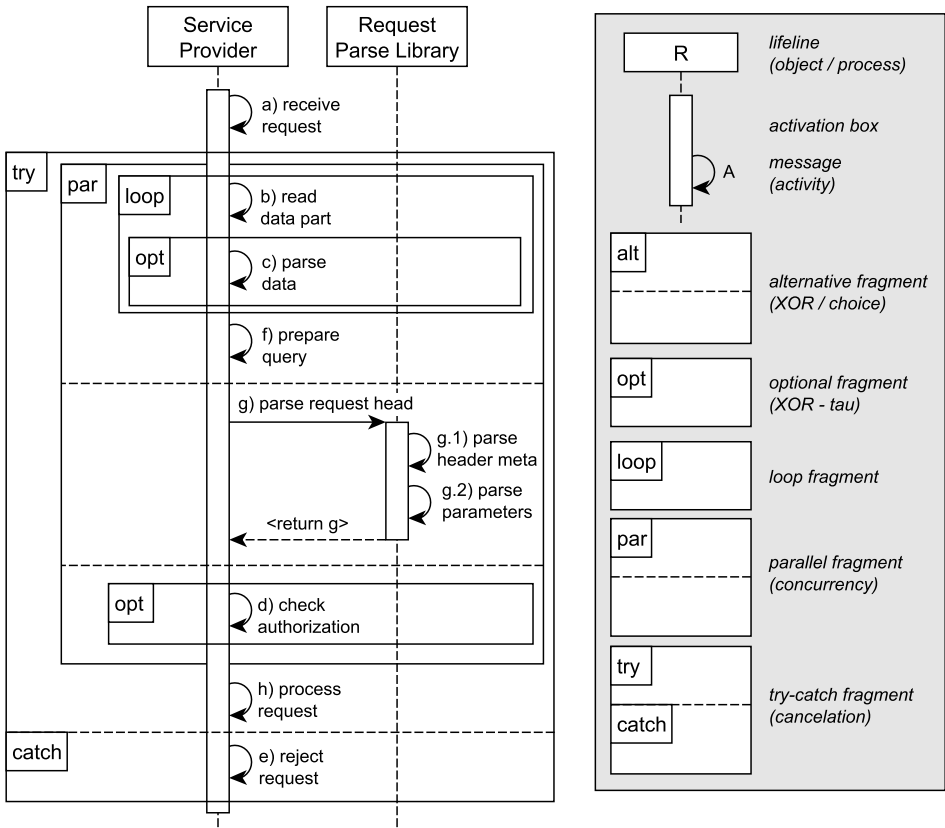 Service
Provider
Request
Parse Library
a) receive
request
try
par
loop
b) read
data part
opt
c) parse
data
f) prepare
query
g) parse request head
g.1) parse
header meta
g.2) parse
parameters
<return g>
opt
d) check
authorization
h) process
request
catch
e) reject
request
R
lifeline
(object / process)
activation box
A
message
(activity)
alt
alternative fragment
(XOR / choice)
opt
optional fragment
(XOR - tau)
loop
loop fragment
par
parallel fragment
(concurrency)
try
catch
try-catch fragment
(cancelation)